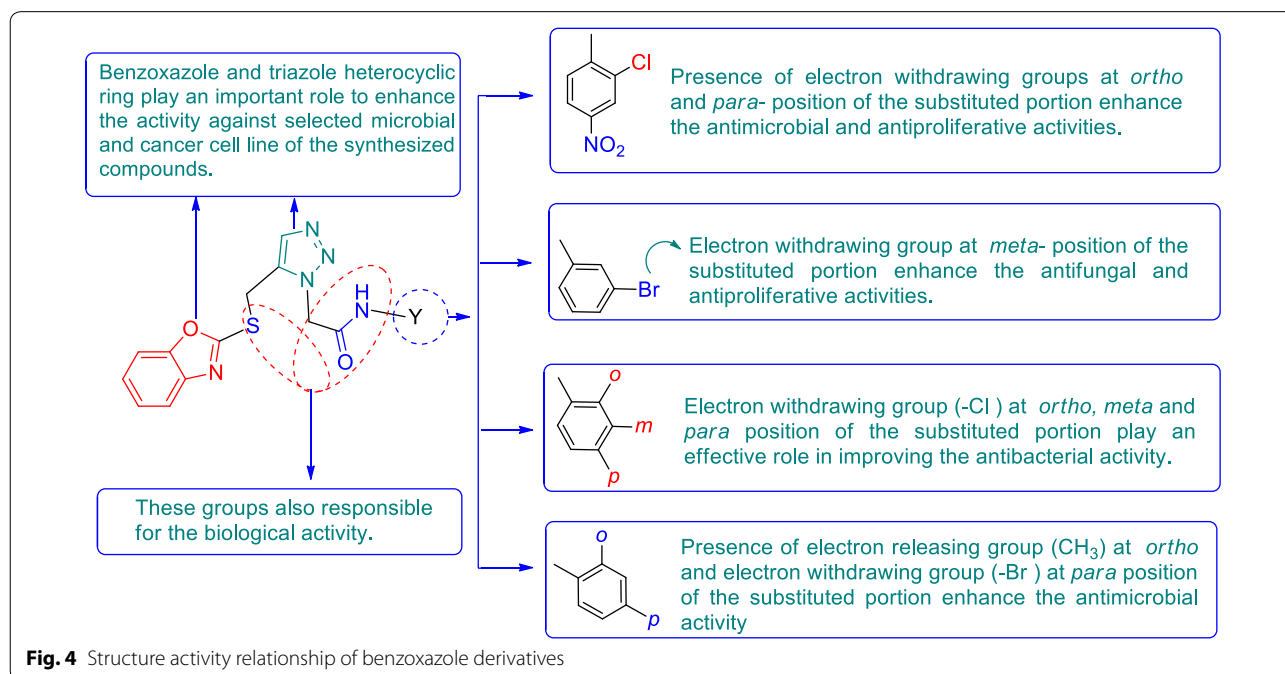 Benzoxazole and triazole heterocyclic
ring play an important role to enhance
the activity against selected microbial
and cancer cell line of the synthesized
compounds.
N
N
N
H
N
Y
O
S
O
N
These groups also responsible
for the biological activity.
Cl
NO2
Presence of electron withdrawing groups at ortho
and para- position of the substituted portion enhance
the antimicrobial and antiproliferative activities.
Br
Electron withdrawing group at meta- position of the
substituted portion enhance the antifungal and
antiproliferative activities.
o
m
p
Electron withdrawing group (-Cl ) at ortho, meta and
para position of the substituted portion play an
effective role in improving the antibacterial activity.
o
p
Presence of electron releasing group (CH3) at ortho
and electron withdrawing group (-Br ) at para position
of the substituted portion enhance the antimicrobial
activity
Fig. 4 Structure activity relationship of benzoxazole derivatives